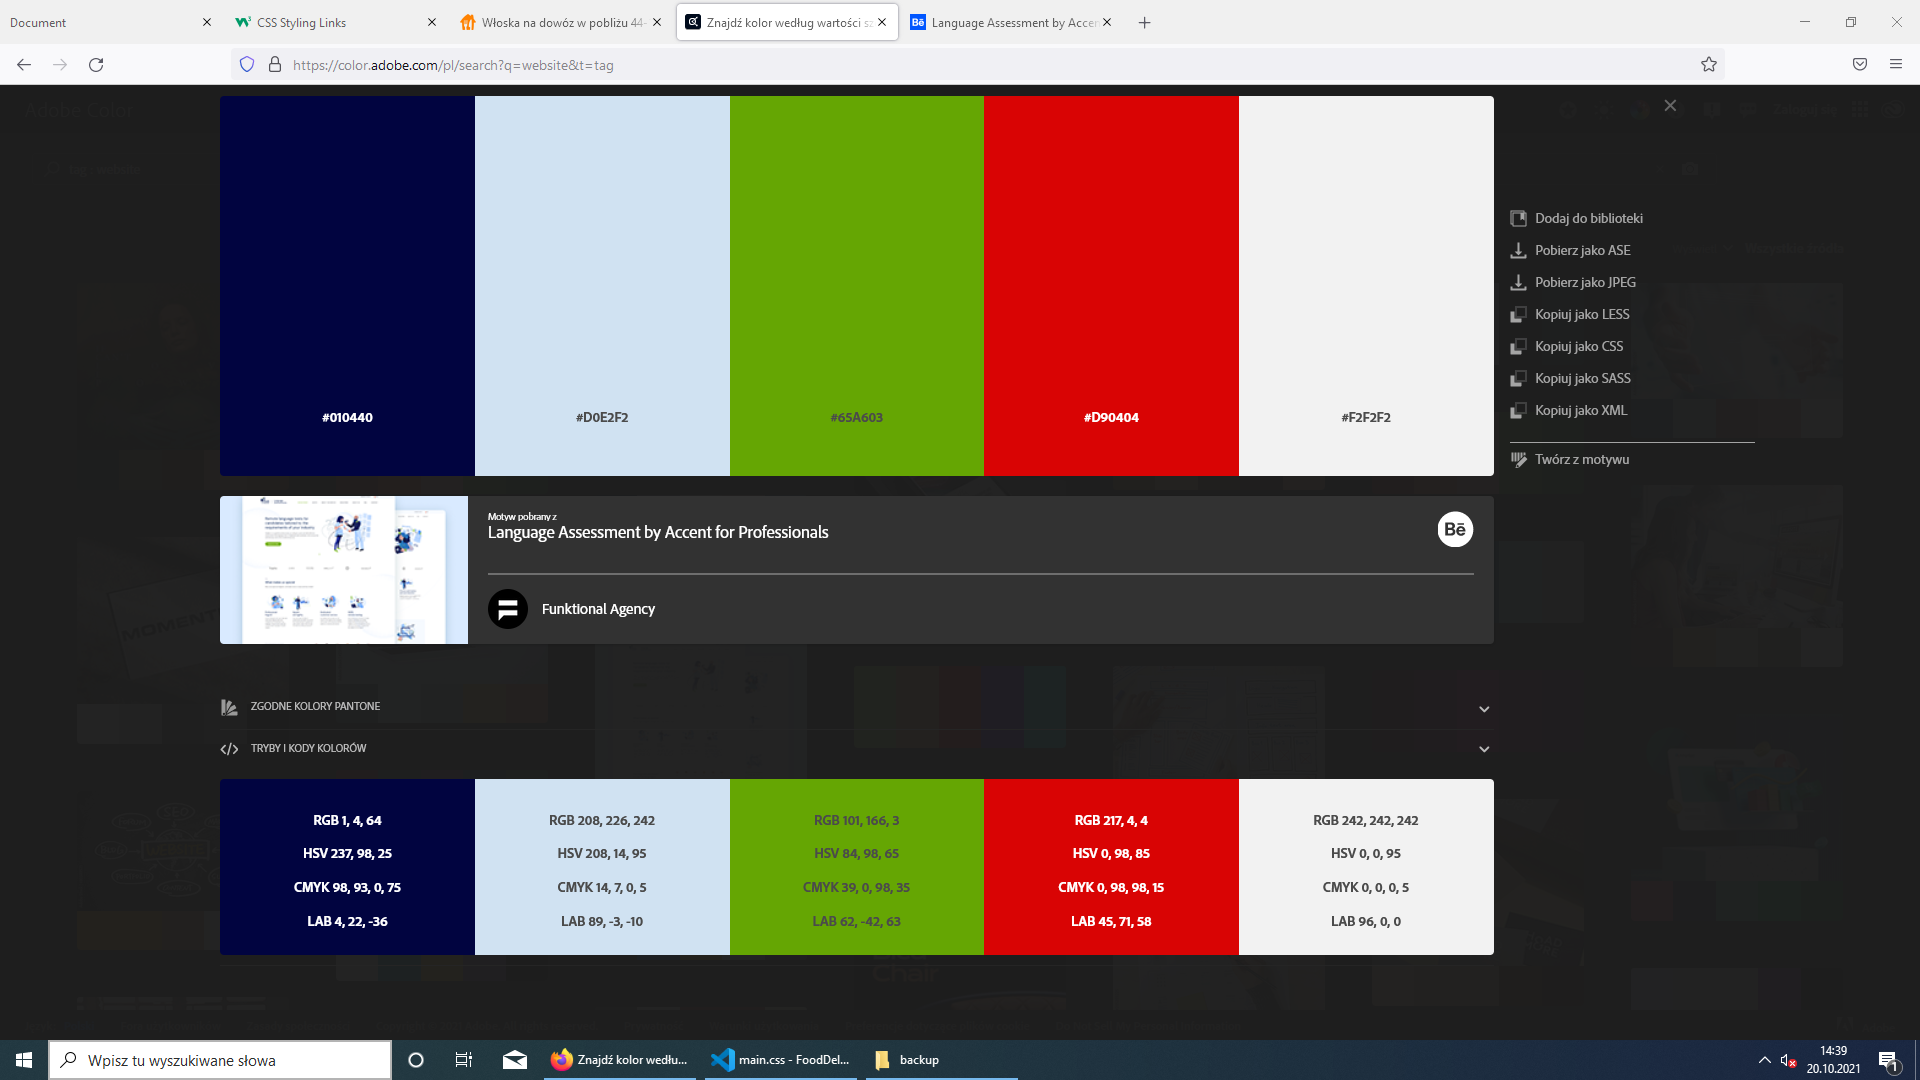 Document
CSS Styling Links
Włoska na dowóz w pobliżu 44-
Znajdź kolor według wartości sz
Language Assessment by Accen
https://color.adobe.com/pl/search?q=website&t=tag
Adobe Color
#010440
#D0E2F2
#65A603
#D90404
#F2F2F2
Dodaj do biblioteki
Pobierz jako ASE
Pobierz jako JPEG
Kopiuj jako LESS
Kopiuj jako CSS
Kopiuj jako SASS
Kopiuj jako XML
Twórz z motywu
Motyw pobrany z
Language Assessment by Accent for Professionals
Bē
Funktional Agency
MOMENT
ZGODNE KOLORY PANTONE
TRYBY I KODY KOLORÓW
RGB 1, 4, 64
HSV 237, 98, 25
CMYK 98, 93, 0, 75
LAB 4, 22, -36
RGB 208, 226, 242
HSV 208, 14, 95
CMYK 14, 7, 0, 5
LAB 89, -3, -10
RGB 101, 166, 3
HSV 84, 98, 65
CMYK 39, 0, 98, 35
LAB 62, -42, 63
RGB 217, 4, 4
HSV 0, 98, 85
CMYK 0, 98, 98, 15
LAB 45, 71, 58
RGB 242, 242, 242
HSV 0, 0, 95
CMYK 0, 0, 0, 5
LAB 96, 0, 0
Chair
Wpisz tu wyszukiwane słowa
Znajdź kolor wedłu...
main.css - FoodDel...
backup
14:39
20.10.2021
1